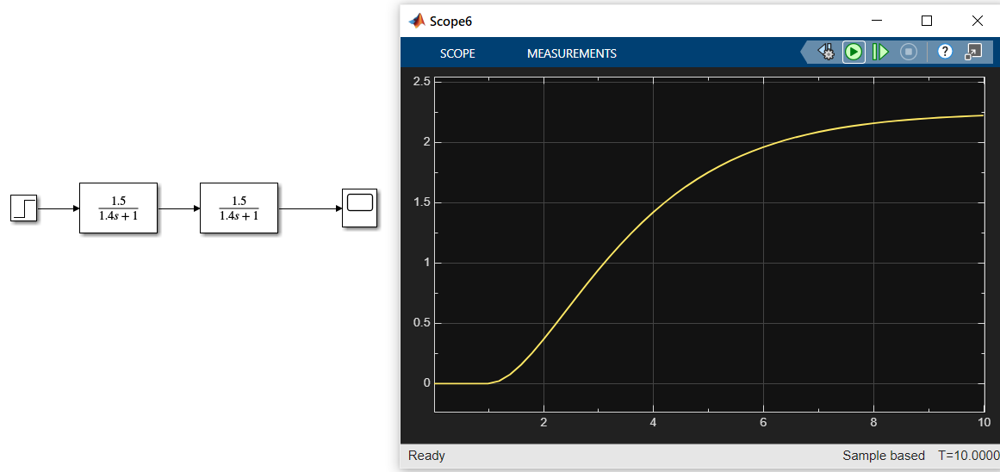 1.5
1.4s + 1
1.5
1.4s + 1
Scope6
SCOPE MEASUREMENTS
?
2.5
2
1.5
1
0.5
0
2 4 6 8 10
Ready Sample based T=10.0000